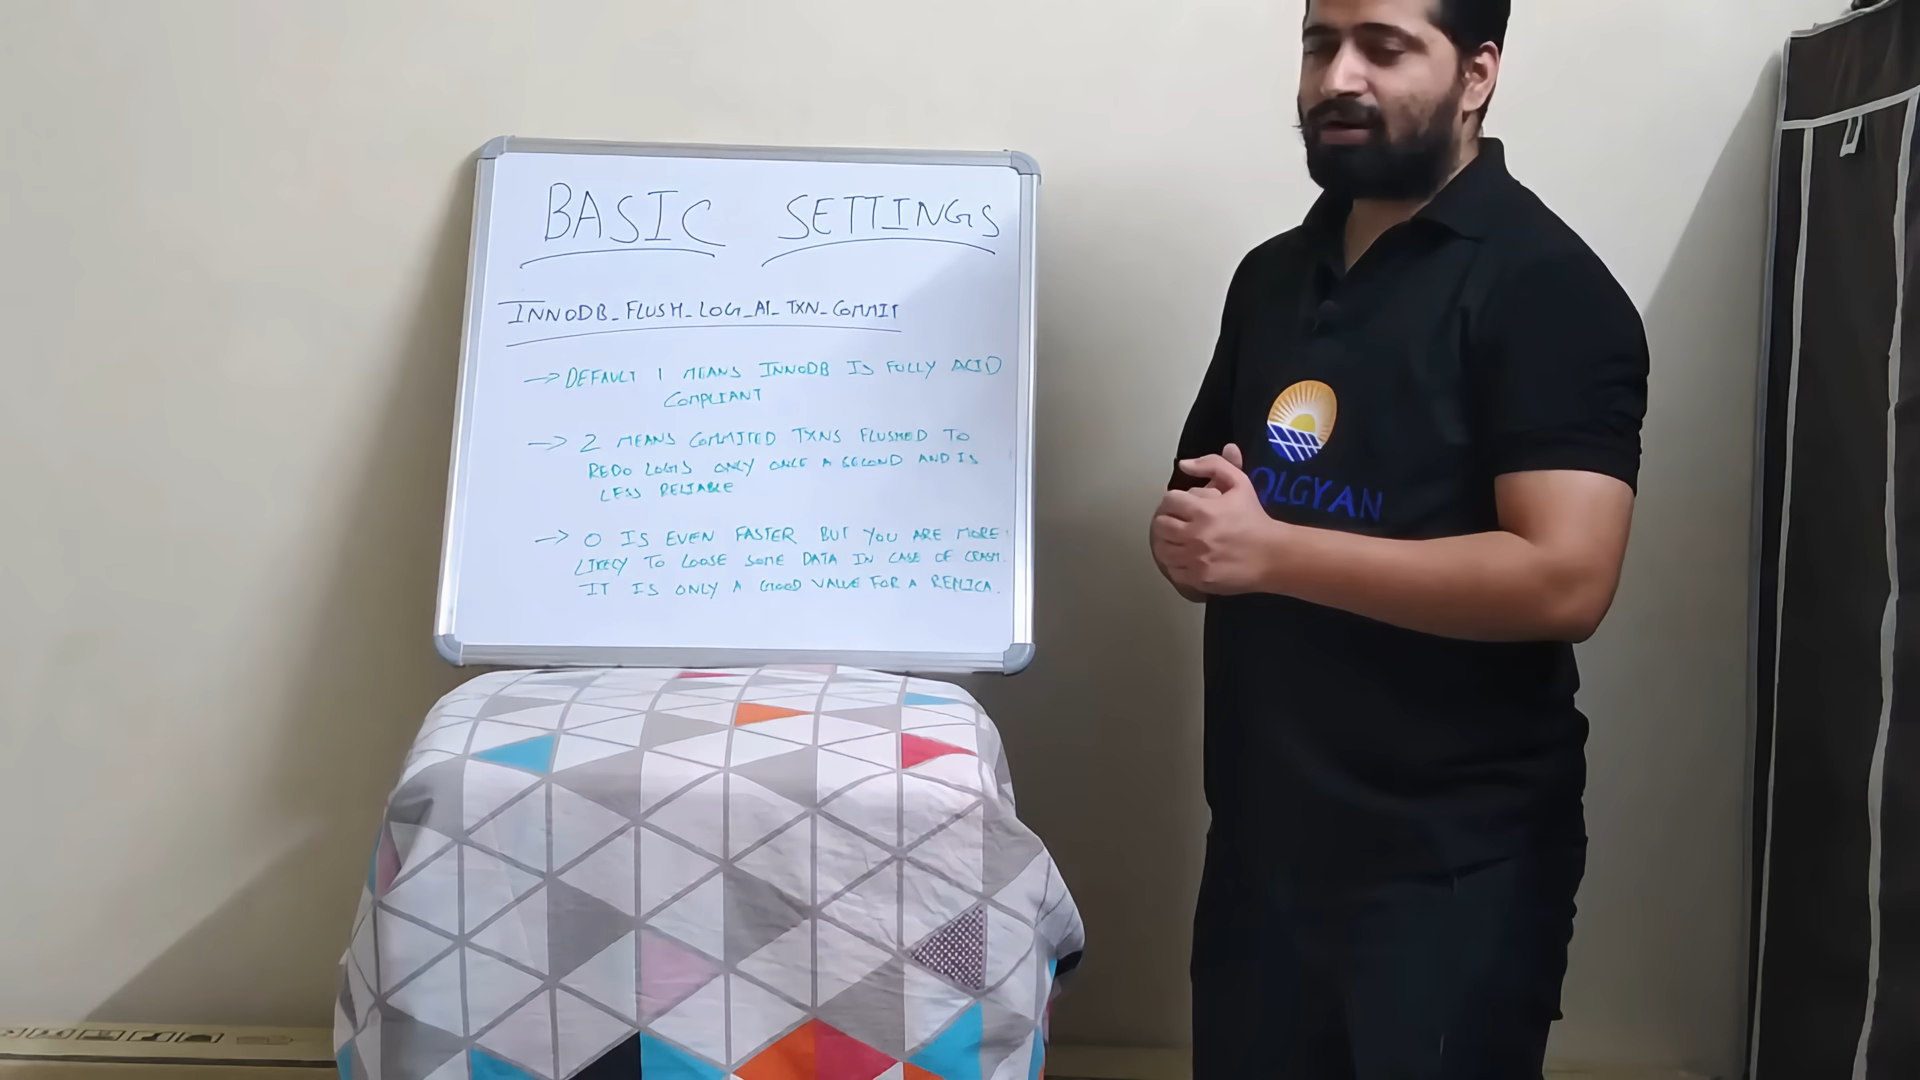 BASIC SETTINGS
INNODB_FLUSH_LOG_AT_TXN_COMMIT
→ DEFAULT 1 MEANS INNODB IS FULLY ACID
COMPLIANT
→ 2 MEANS COMMITED TXNS FLUSHED TO
REDO LOGS ONLY ONCE A SECOND AND IS
LESS RELIABLE
→ 0 IS EVEN FASTER BUT YOU ARE MORE
LIKELY TO LOOSE SOME DATA IN CASE OF CRASH.
IT IS ONLY A GOOD VALUE FOR A REPLICA.
QLGYAN